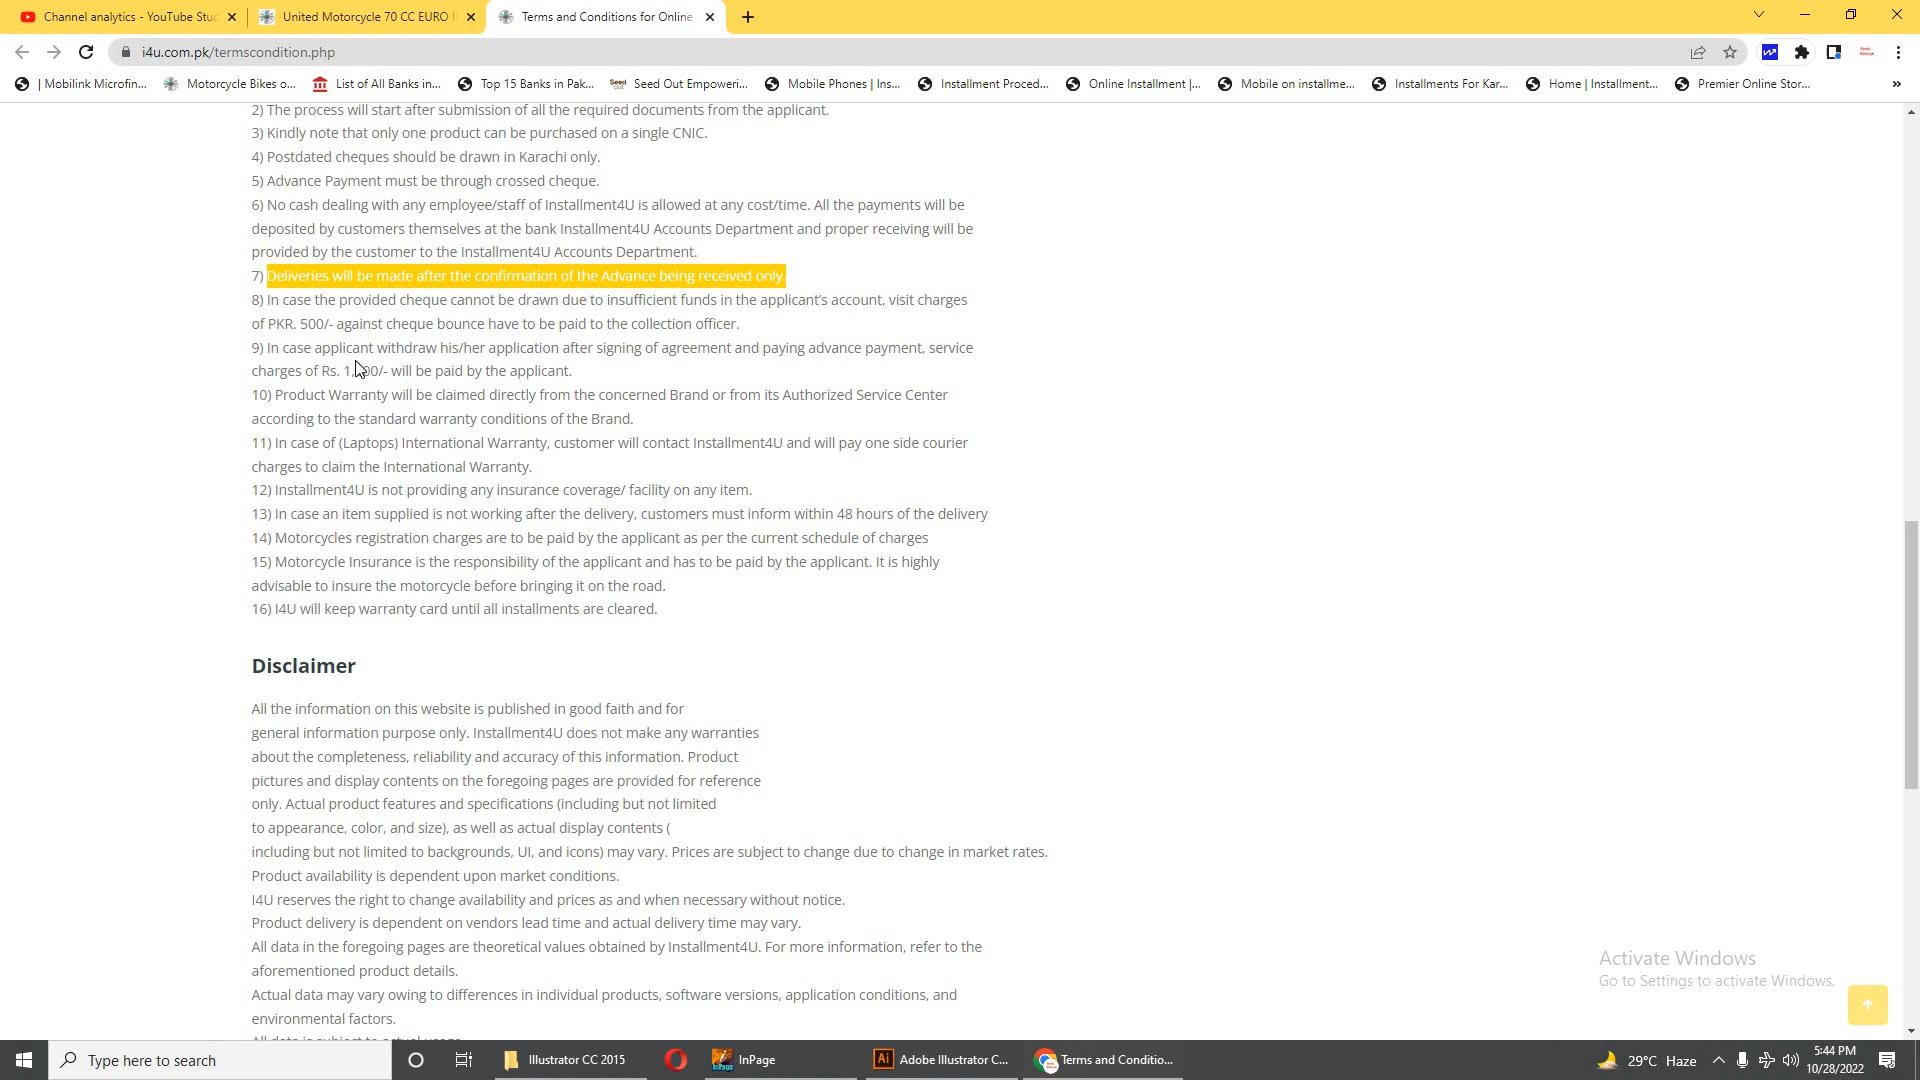 Channel analytics - YouTube Stud
United Motorcycle 70 CC EURO II
Terms and Conditions for Online
i4u.com.pk/termscondition.php
| Mobilink Microfin...
Motorcycle Bikes o...
List of All Banks in...
Top 15 Banks in Pak...
Seed Out Empoweri...
Mobile Phones | Ins...
Installment Proced...
Online Installment |...
Mobile on installme...
Installments For Kar...
Home | Installment...
Premier Online Stor...
2) The process will start after submission of all the required documents from the applicant.
3) Kindly note that only one product can be purchased on a single CNIC.
4) Postdated cheques should be drawn in Karachi only.
5) Advance Payment must be through crossed cheque.
6) No cash dealing with any employee/staff of Installment4U is allowed at any cost/time. All the payments will be
deposited by customers themselves at the bank Installment4U Accounts Department and proper receiving will be
provided by the customer to the Installment4U Accounts Department.
7) Deliveries will be made after the confirmation of the Advance being received only.
8) In case the provided cheque cannot be drawn due to insufficient funds in the applicant's account, visit charges
of PKR. 500/- against cheque bounce have to be paid to the collection officer.
9) In case applicant withdraw his/her application after signing of agreement and paying advance payment, service
charges of Rs. will be paid by the applicant.
10) Product Warranty will be claimed directly from the concerned Brand or from its Authorized Service Center
according to the standard warranty conditions of the Brand.
11) In case of (Laptops) International Warranty, customer will contact Installment4U and will pay one side courier
charges to claim the International Warranty.
12) Installment4U is not providing any insurance coverage/ facility on any item.
13) In case an item supplied is not working after the delivery, customers must inform within 48 hours of the delivery
14) Motorcycles registration charges are to be paid by the applicant as per the current schedule of charges
15) Motorcycle Insurance is the responsibility of the applicant and has to be paid by the applicant. It is highly
advisable to insure the motorcycle before bringing it on the road.
16) I4U will keep warranty card until all installments are cleared.
Disclaimer
All the information on this website is published in good faith and for
general information purpose only. Installment4U does not make any warranties
about the completeness, reliability and accuracy of this information. Product
pictures and display contents on the foregoing pages are provided for reference
only. Actual product features and specifications (including but not limited
to appearance, color, and size), as well as actual display contents (
including but not limited to backgrounds, UI, and icons) may vary. Prices are subject to change due to change in market rates.
Product availability is dependent upon market conditions.
I4U reserves the right to change availability and prices as and when necessary without notice.
Product delivery is dependent on vendors lead time and actual delivery time may vary.
All data in the foregoing pages are theoretical values obtained by Installment4U. For more information, refer to the
aforementioned product details.
Actual data may vary owing to differences in individual products, software versions, application conditions, and
environmental factors.
All data is subject to actual usage.
Activate Windows
Go to Settings to activate Windows.
Type here to search
Illustrator CC 2015
InPage
Adobe Illustrator C...
Terms and Conditio...
29°C Haze
5:44 PM
10/28/2022